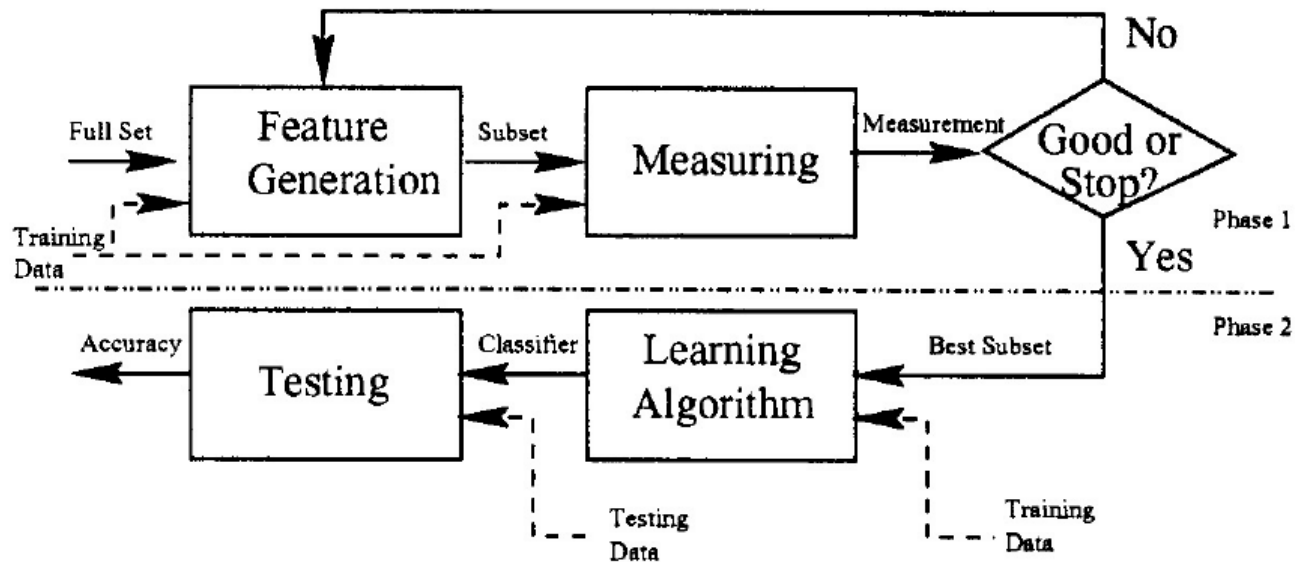 No
Full Set
Feature
Generation
Subset
Measuring
Measurement
Good or
Stop?
Training
Data
Phase 1
Yes
Phase 2
Accuracy
Testing
Classifier
Learning
Algorithm
Best Subset
Testing
Data
Training
Data